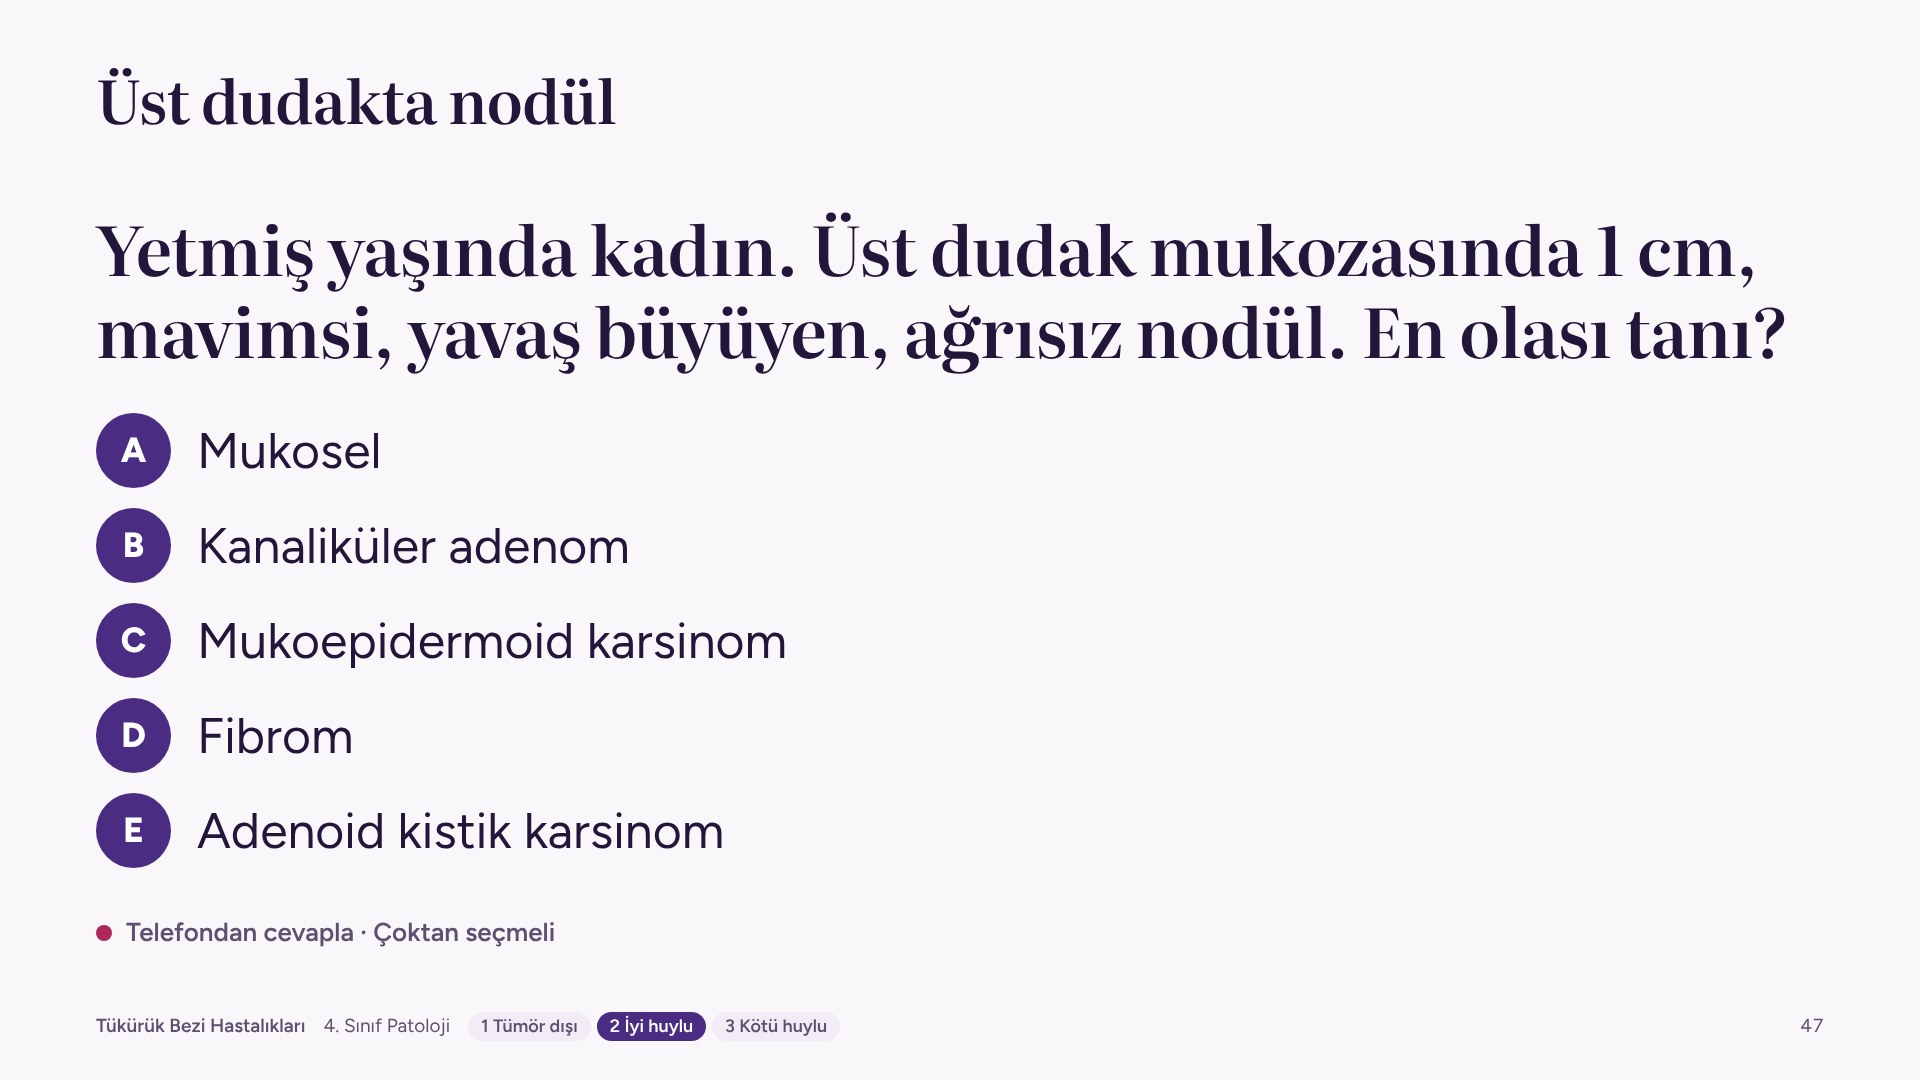 Üst dudakta nodül
Yetmiş yaşında kadın. Üst dudak mukozasında 1 cm,
mavimsi, yavaş büyüyen, ağrısız nodül. En olası tanı?
A Mukosel
B Kanaliküler adenom
C Mukoepidermoid karsinom
D Fibrom
E Adenoid kistik karsinom
Telefondan cevapla · Çoktan seçmeli
Tükürük Bezi Hastalıkları 4. Sınıf Patoloji 1 Tümör dışı 2 İyi huylu 3 Kötü huylu 47